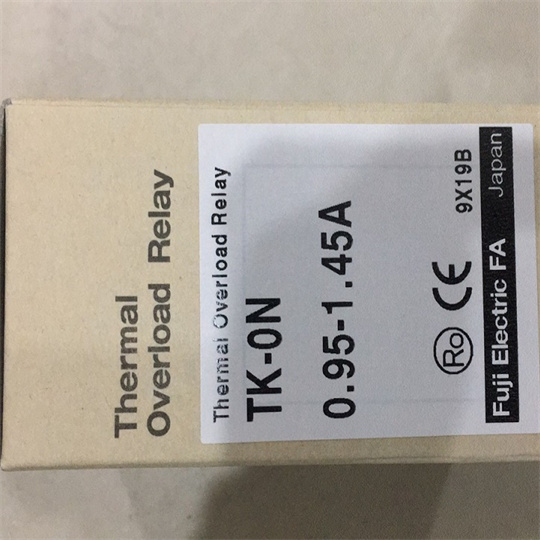 Thermal
Overload Relay
Thermal Overload Relay
TK-0N
0.95-1.45A
Ro CE 9X19B
Fuji Electric FA Japan